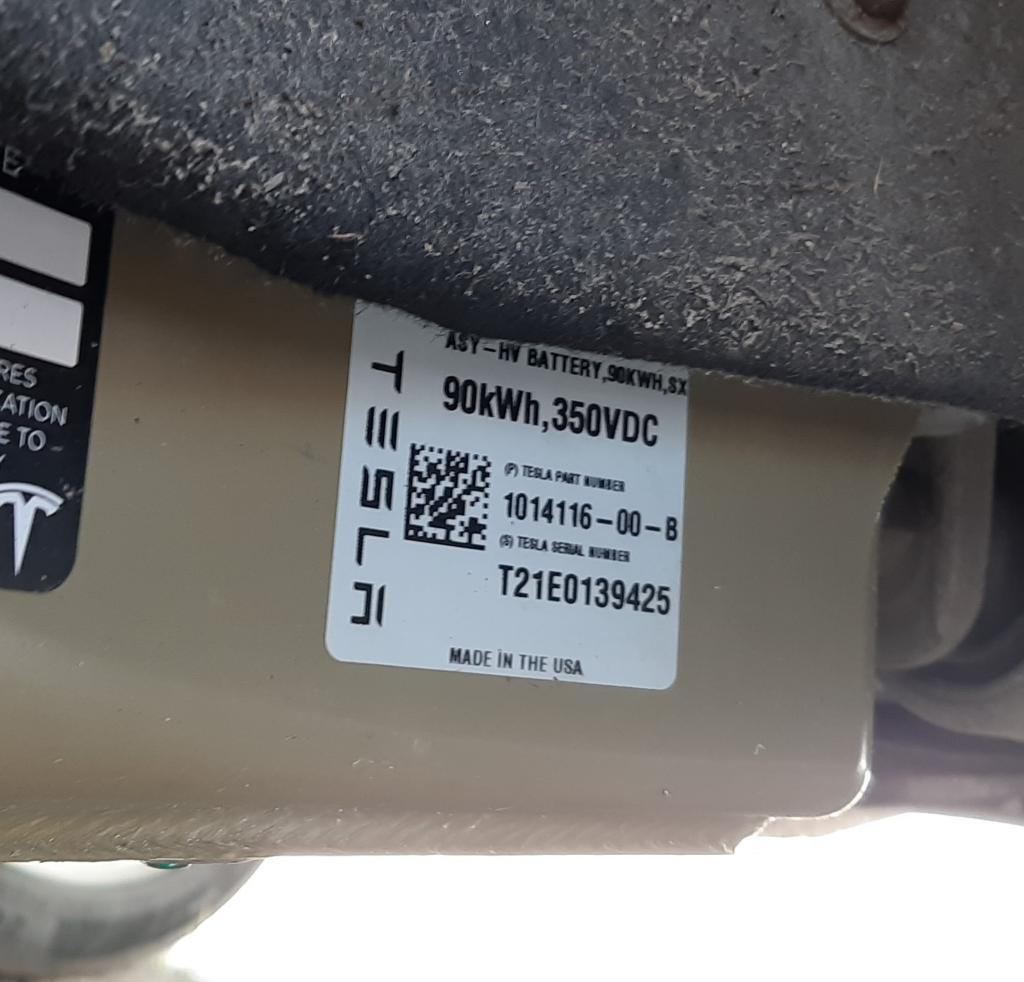 E
RES
CATION
E TO
ASY-HV BATTERY,90KWH,SX
90kWh,350VDC
TESLA
(P) TESLA PART NUMBER
1014116-00-B
(S) TESLA SERIAL NUMBER
T21E0139425
MADE IN THE USA